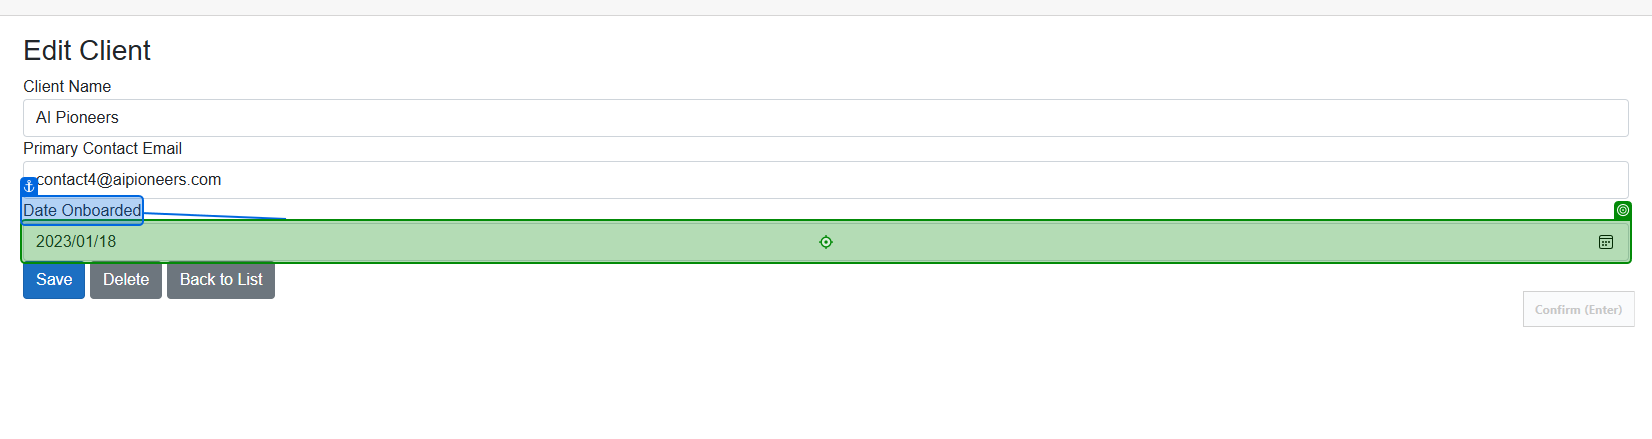 Edit Client
Client Name
AI Pioneers
Primary Contact Email
contact4@aipioneers.com
Date Onboarded
2023/01/18
Save Delete Back to List
Confirm (Enter)